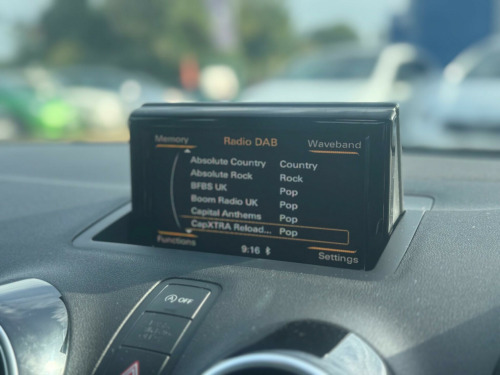 Memory Radio DAB Waveband
Absolute Country Country
Absolute Rock Rock
BFBS UK Pop
Boom Radio UK Pop
Capital Anthems Pop
CapXTRA Reload... Pop
Functions 9:16 Settings
OFF